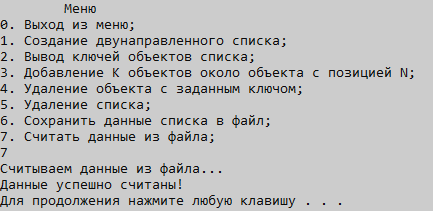 Меню
0. Выход из меню;
1. Создание двунаправленного списка;
2. Вывод ключей объектов списка;
3. Добавление K объектов около объекта с позицией N;
4. Удаление объекта с заданным ключом;
5. Удаление списка;
6. Сохранить данные списка в файл;
7. Считать данные из файла;
7
Считываем данные из файла...
Данные успешно считаны!
Для продолжения нажмите любую клавишу . . .